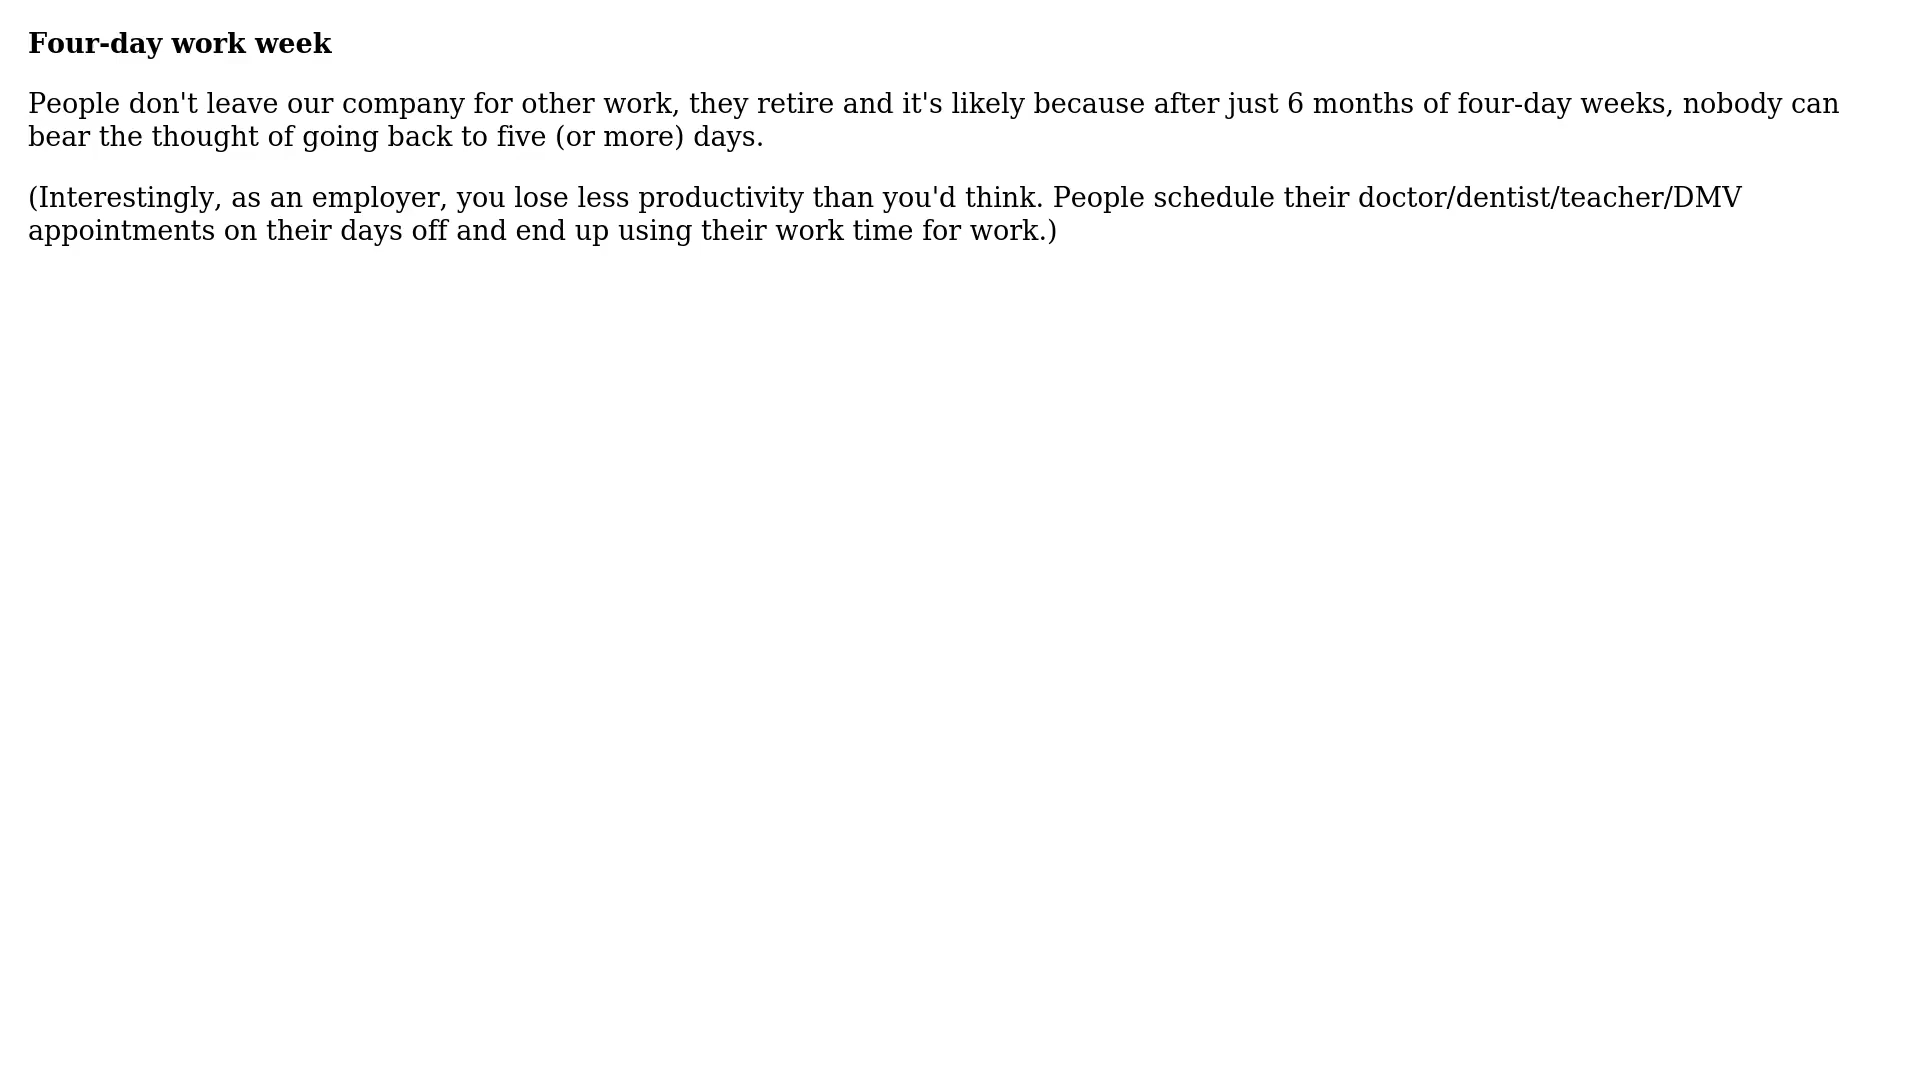 Four-day work week
People don't leave our company for other work, they retire and it's likely because after just 6 months of four-day weeks, nobody can
bear the thought of going back to five (or more) days.
(Interestingly, as an employer, you lose less productivity than you'd think. People schedule their doctor/dentist/teacher/DMV
appointments on their days off and end up using their work time for work.)